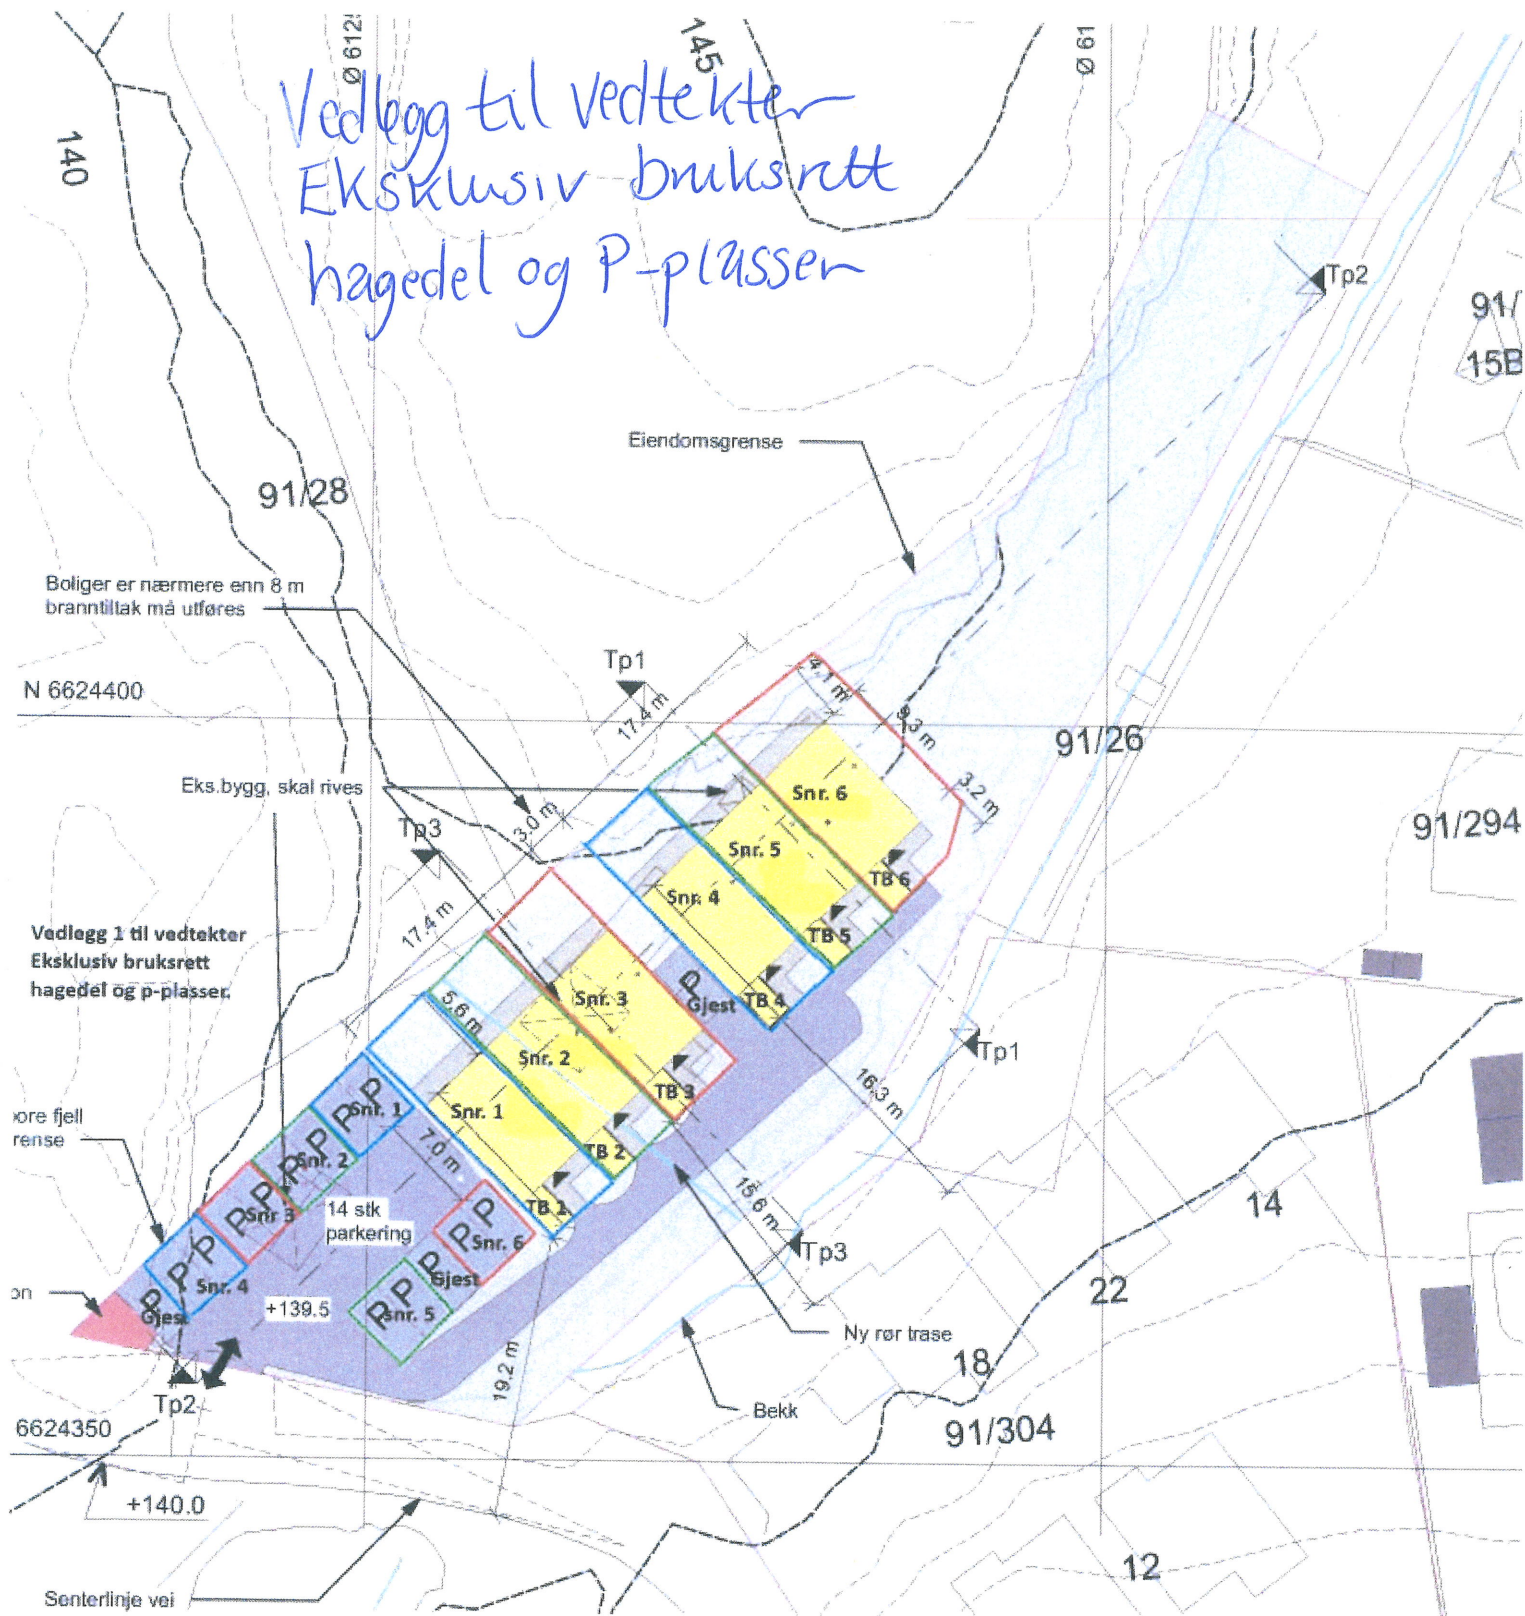 Ø 612
145
Ø 61
Vedlegg til vedtekter
Eksklusiv bruksrett
hagedel og P-plasser
140
Tp2
91/
15B
Eiendomsgrense
91/28
Boliger er nærmere enn 8 m
branntiltak må utføres
Tp1
N 6624400
17.4 m
4,1 m
9.3 m
91/26
3.2 m
Eks.bygg, skal rives
Snr. 6
3.0 m
Tp3
91/294
Snr. 5
TB 6
Snr. 4
17.4 m
Vedlegg 1 til vedtekter
Eksklusiv bruksrett
hagedel og p-plasser.
TB 5
P
Gjest
TB 4
Snr. 3
5.6 m
Snr. 2
Tp1
16.3 m
TB 3
Snr. 1
P P
Snr. 1
ore fjell
rense
7.0 m
TB 2
P P
Snr. 2
15.6 m
14
P P
Snr 3
14 stk
parkering
TB 1
P P
Snr. 6
Tp3
P P
Snr. 4
P
Gjest
22
on
P
Gjest
+139.5
P P
snr. 5
Ny rør trase
18
19.2 m
Tp2
Bekk
6624350
91/304
+140.0
12
Senterlinje vei